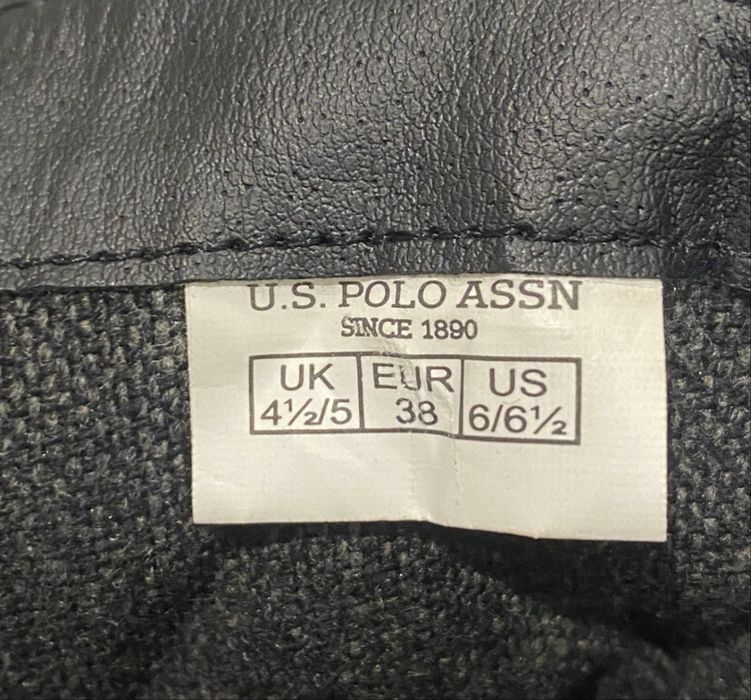 U.S. POLO ASSN
SINCE 1890
UK EUR US
4½/5 38 6/6½